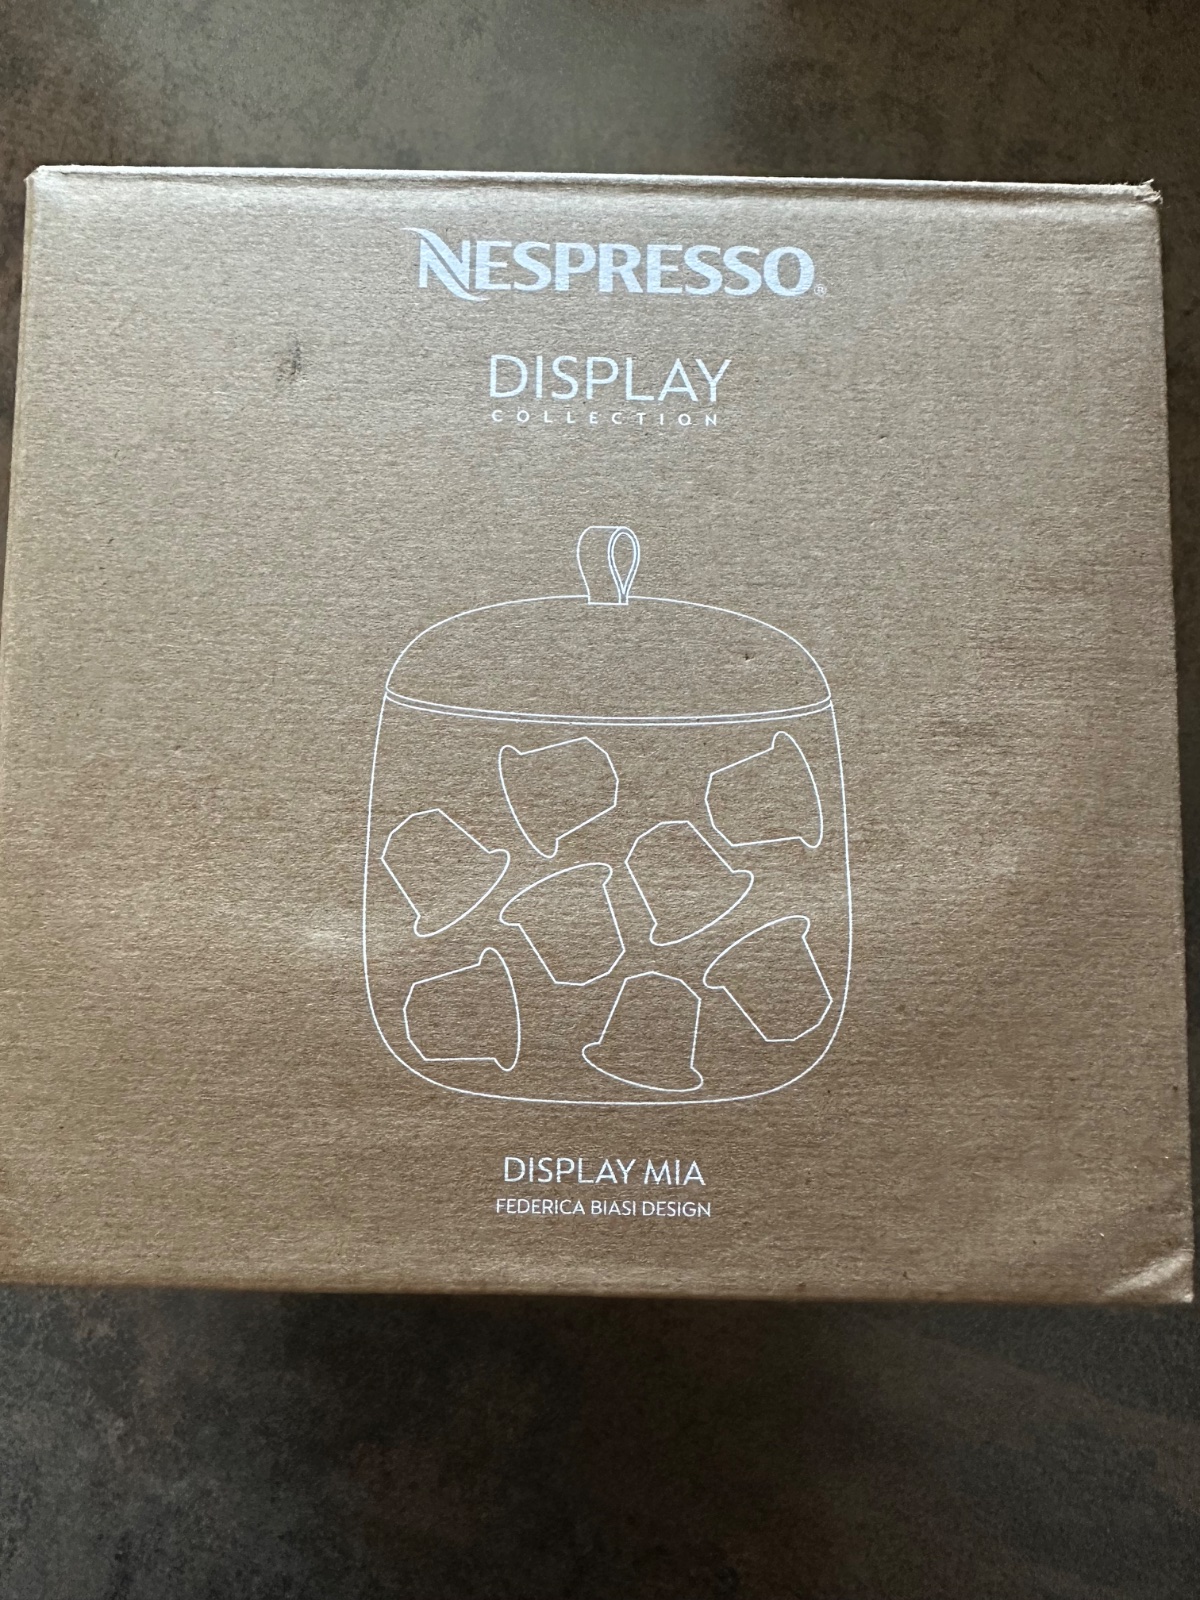 NESPRESSO®
DISPLAY
COLLECTION
DISPLAY MIA
FEDERICA BIASI DESIGN